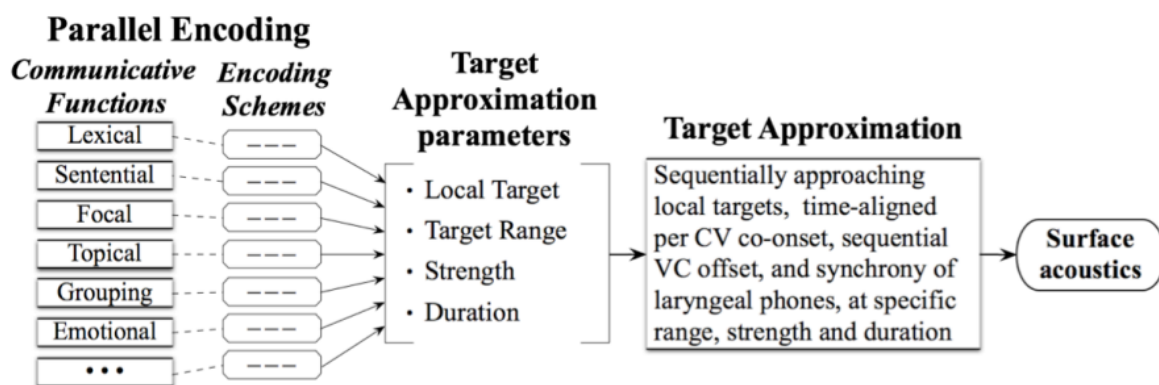 Parallel Encoding
Communicative
Functions
Encoding
Schemes
Lexical
Sentential
Focal
Topical
Grouping
Emotional
• • •
– – –
– – –
– – –
– – –
– – –
– – –
– – –
Target
Approximation
parameters
• Local Target
• Target Range
• Strength
• Duration
Target Approximation
Sequentially approaching
local targets, time-aligned
per CV co-onset, sequential
VC offset, and synchrony of
laryngeal phones, at specific
range, strength and duration
Surface
acoustics